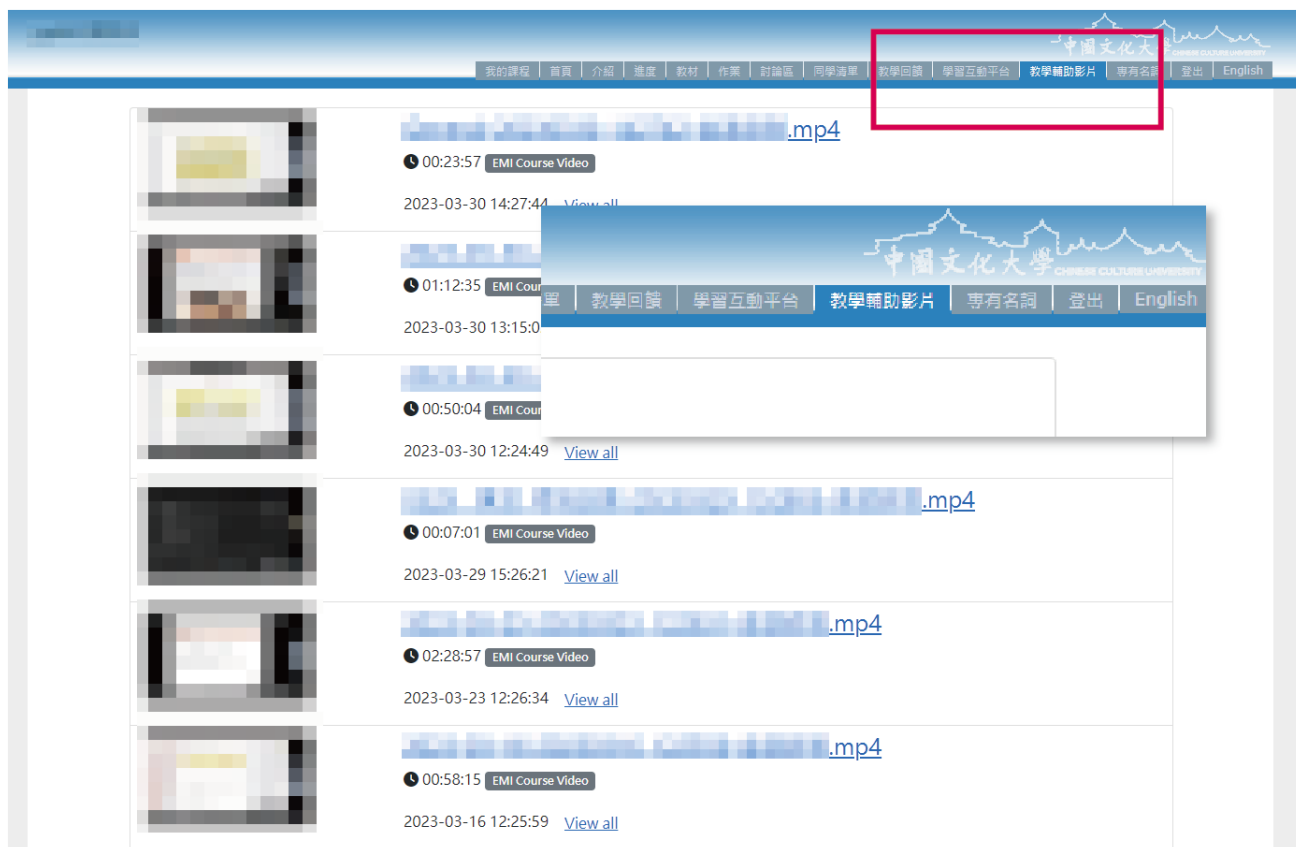 中國文化大學
CHINESE CULTURE UNIVERSITY
我的課程 首頁 介紹 進度 教材 作業 討論區 同學清單 教學回饋 學習互動平台 教學輔助影片 專有名詞 登出 English
.mp4
00:23:57 EMI Course Video
2023-03-30 14:27:44 View all
01:12:35 EMI Cour
2023-03-30 13:15:0
00:50:04 EMI Cour
2023-03-30 12:24:49 View all
中國文化大學
CHINESE CULTURE UNIVERSITY
單 教學回饋 學習互動平台 教學輔助影片 專有名詞 登出 English
.mp4
00:07:01 EMI Course Video
2023-03-29 15:26:21 View all
.mp4
02:28:57 EMI Course Video
2023-03-23 12:26:34 View all
.mp4
00:58:15 EMI Course Video
2023-03-16 12:25:59 View all